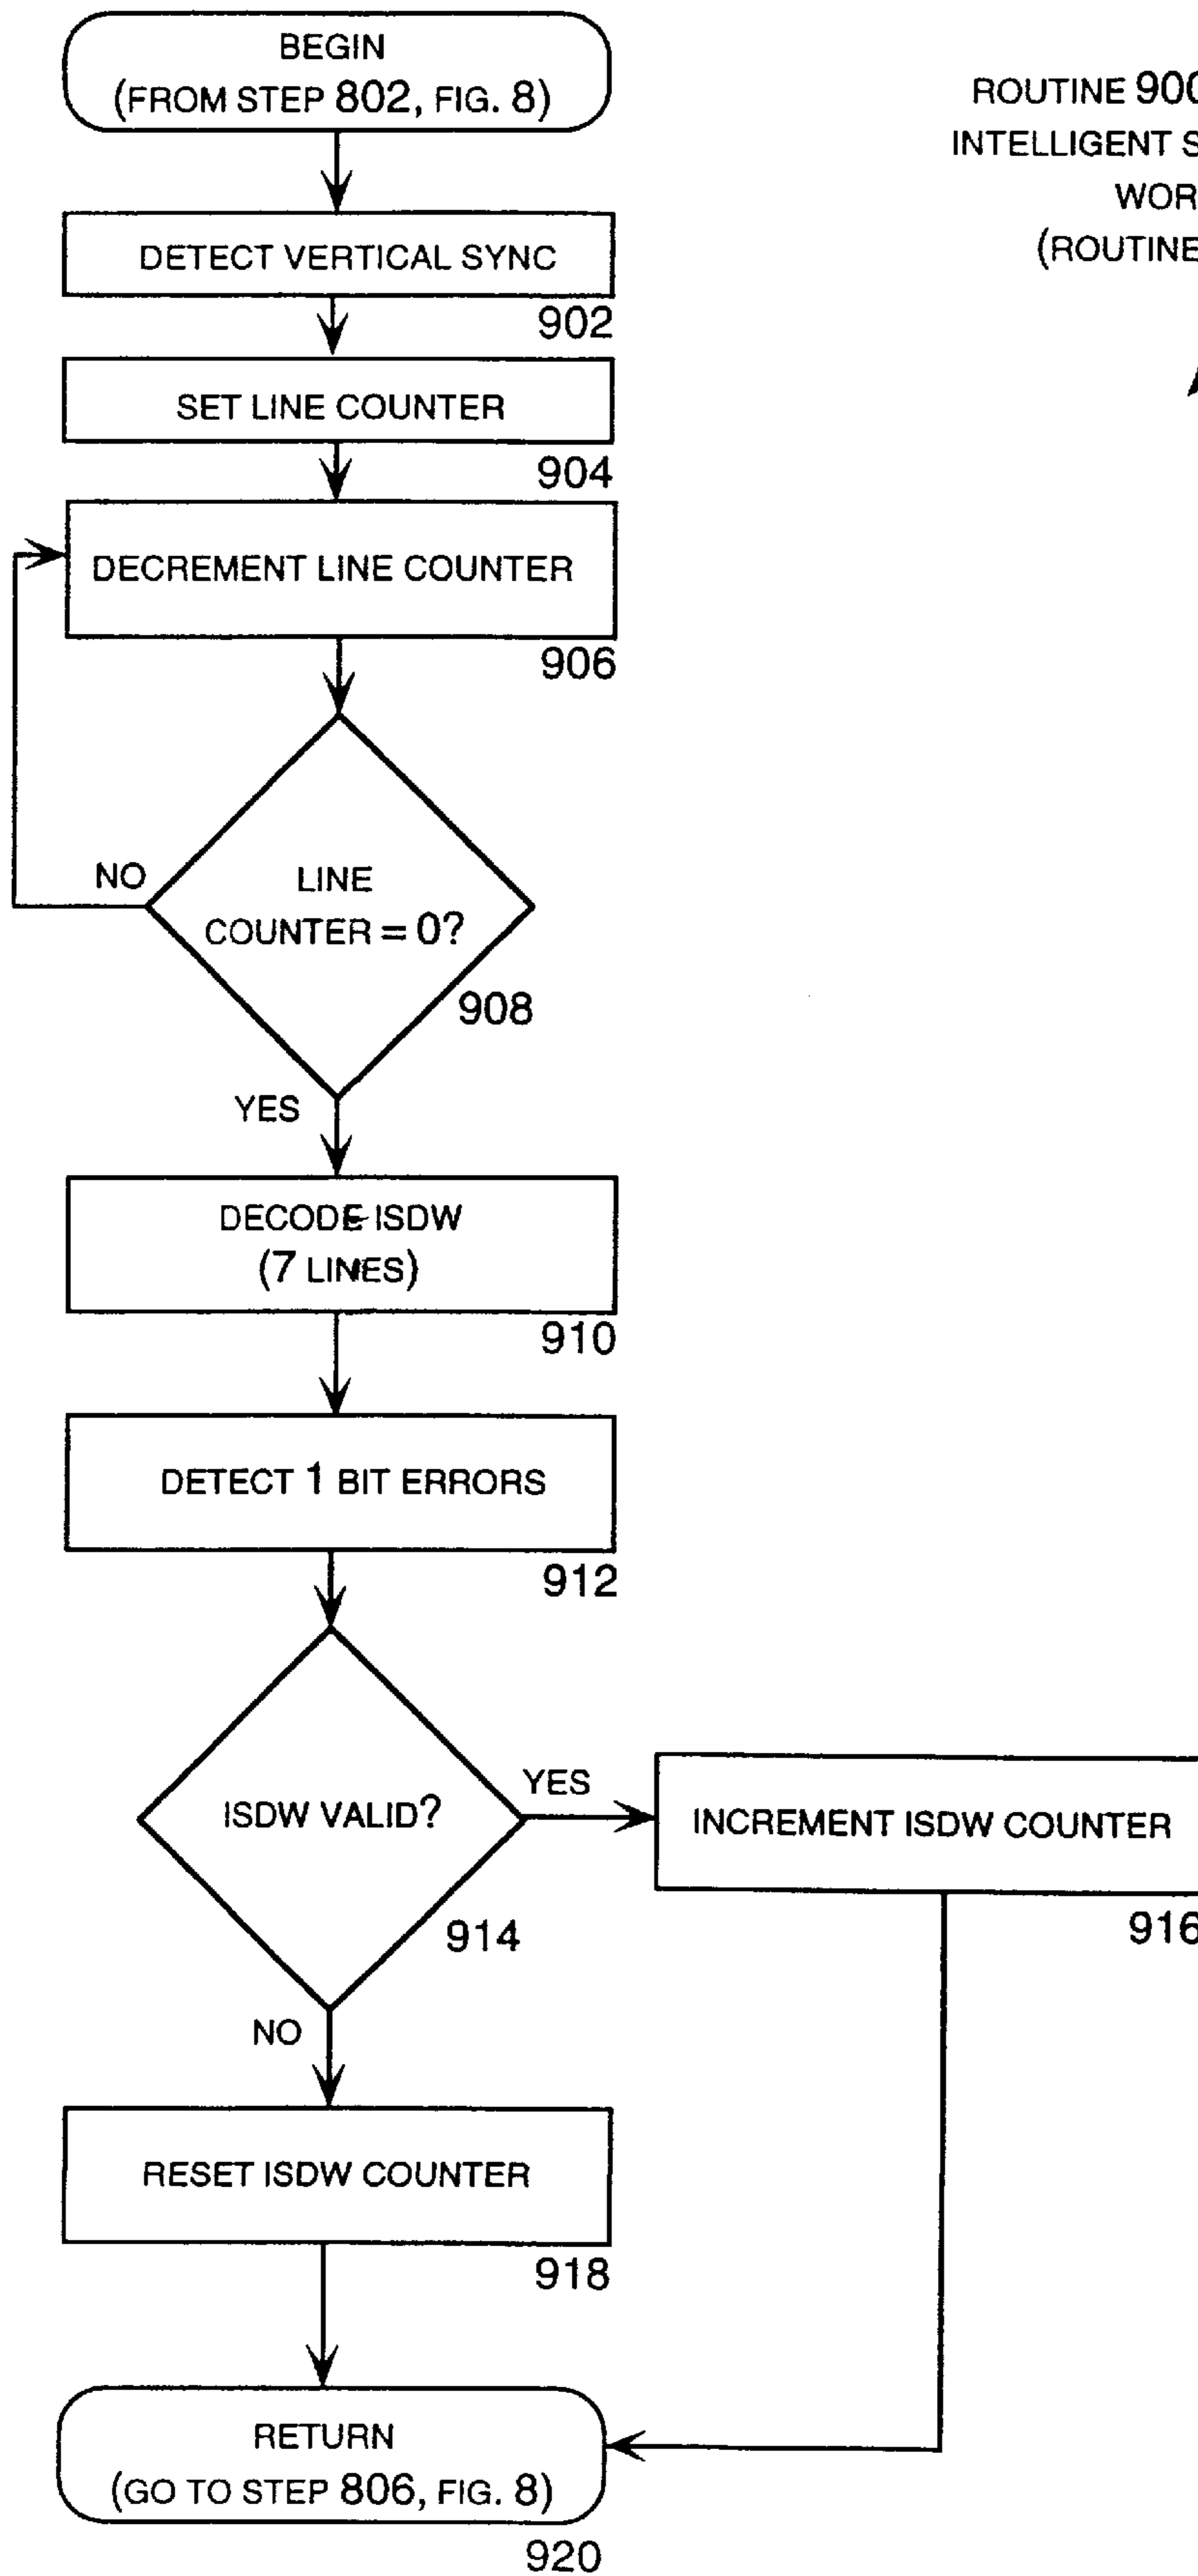 BEGIN
(FROM STEP 802, FIG. 8)
ROUTINE 900
INTELLIGENT S
WOR
(ROUTINE
DETECT VERTICAL SYNC
902
SET LINE COUNTER
904
DECREMENT LINE COUNTER
906
NO
LINE
COUNTER = 0?
908
YES
DECODE ISDW
(7 LINES)
910
DETECT 1 BIT ERRORS
912
ISDW VALID?
YES
INCREMENT ISDW COUNTER
914
916
NO
RESET ISDW COUNTER
918
RETURN
(GO TO STEP 806, FIG. 8)
920